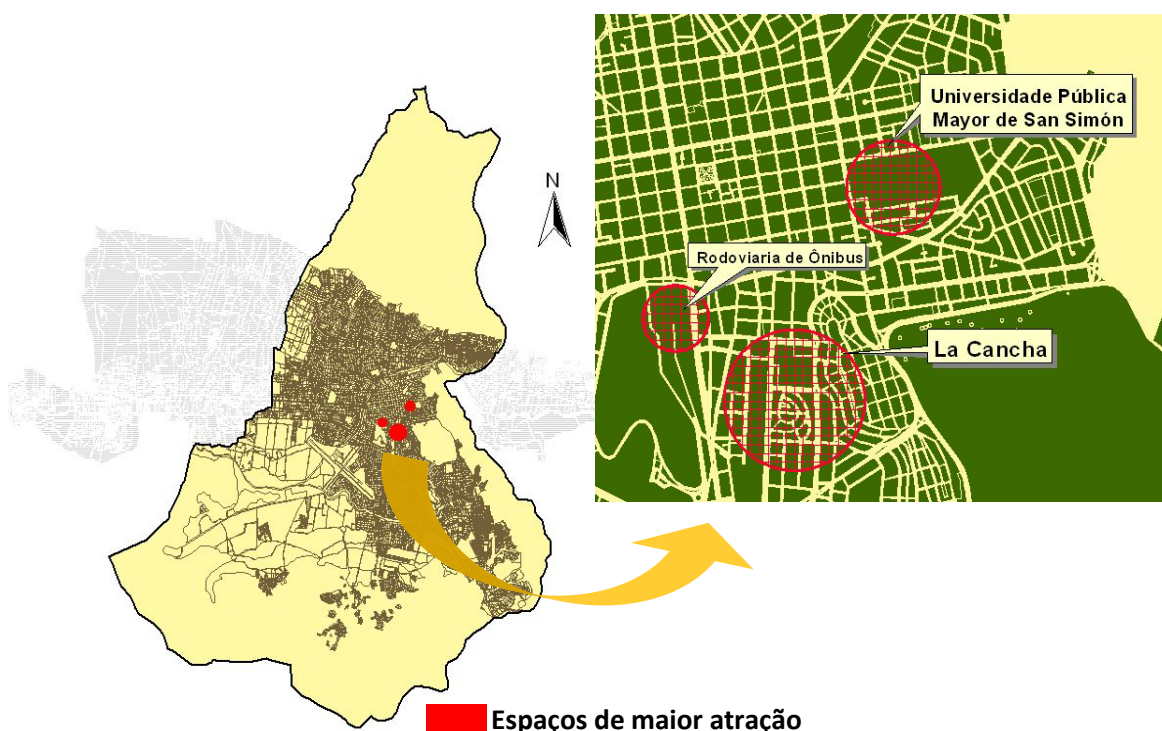 Universidade Pública
Mayor de San Simón
N
Rodoviaria de Ônibus
La Cancha
Espaços de maior atração